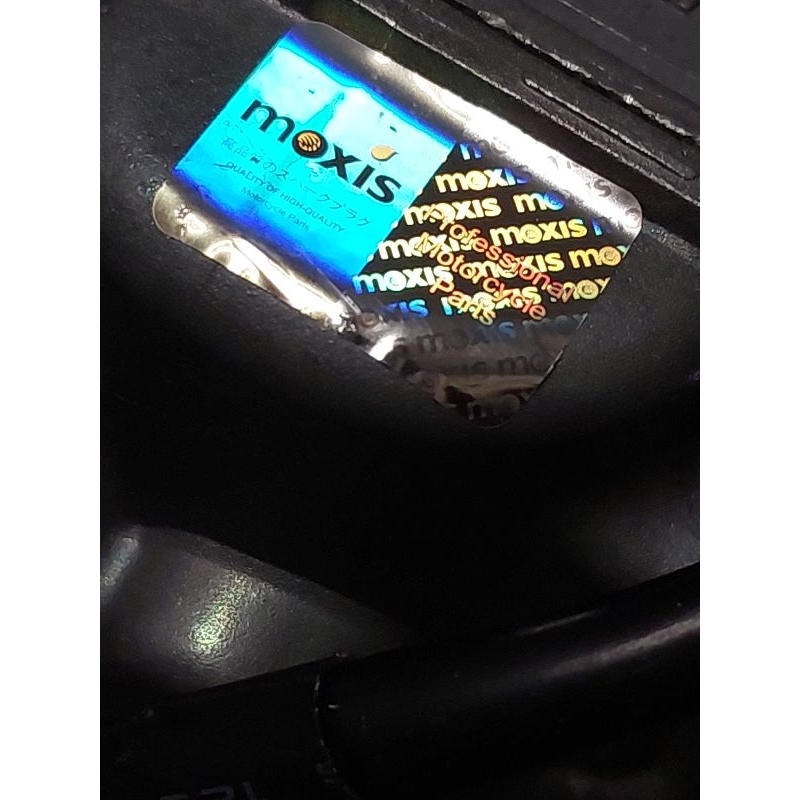 moxis
高品質のスパークプラグ
QUALITY OF HIGH-QUALITY
Motorcycle Parts
moxis
moxis
moxis
moxis
moxis
moxis
Professional
Motorcycle
Parts